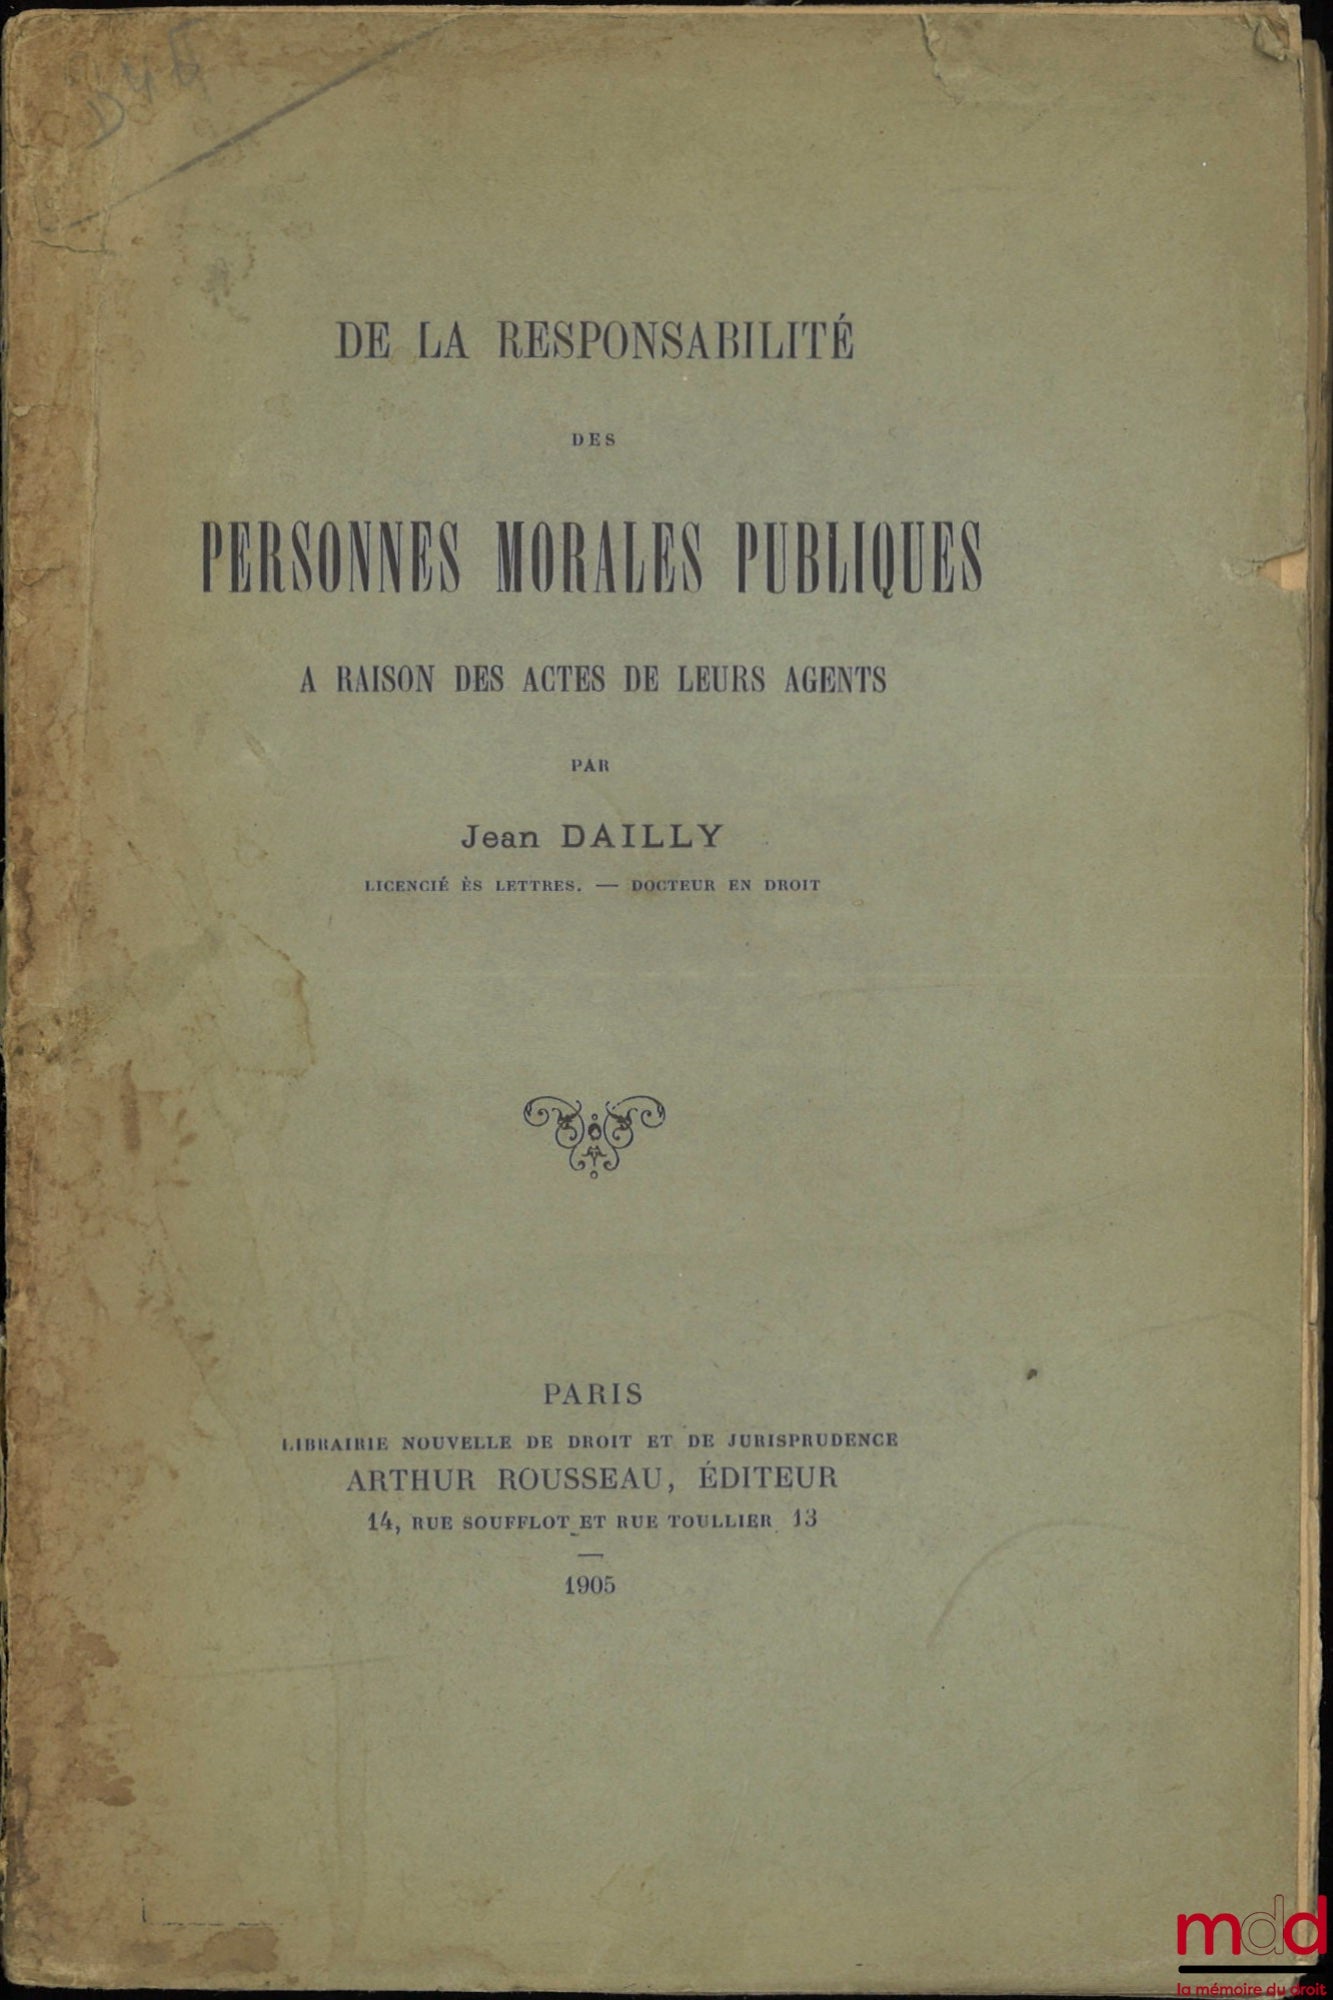 DE LA RESPONSABILITÉ
DES
PERSONNES MORALES PUBLIQUES
A RAISON DES ACTES DE LEURS AGENTS
PAR
Jean DAILLY
LICENCIÉ ÈS LETTRES. — DOCTEUR EN DROIT
PARIS
LIBRAIRIE NOUVELLE DE DROIT ET DE JURISPRUDENCE
ARTHUR ROUSSEAU, ÉDITEUR
14, RUE SOUFFLOT ET RUE TOULLIER 13
1905
mdd
la mémoire du droit